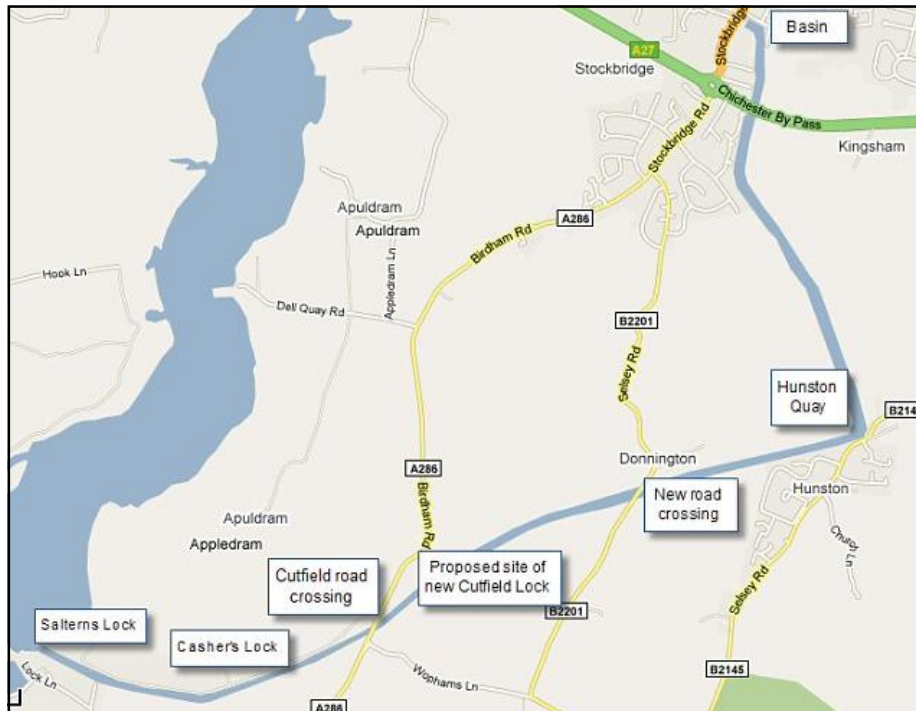 Basin
Stockbridge
A27
Stockbridge
Chichester By Pass
Kingsham
Stockbridge Rd
Apuldram
Apuldram
A286
Birdham Rd
Appledram Ln
Hook Ln
Dell Quay Rd
B2201
Selsey Rd
Hunston
Quay
B214
Donnington
A286
Birdham Rd
New road
crossing
Hunston
Church
Ln
Apuldram
Appledram
Cutfield road
crossing
Proposed site of
new Cutfield Lock
B2201
Selsey Rd
Salterns Lock
Casher's Lock
Lock Ln
Wophams Ln
B2145
A286